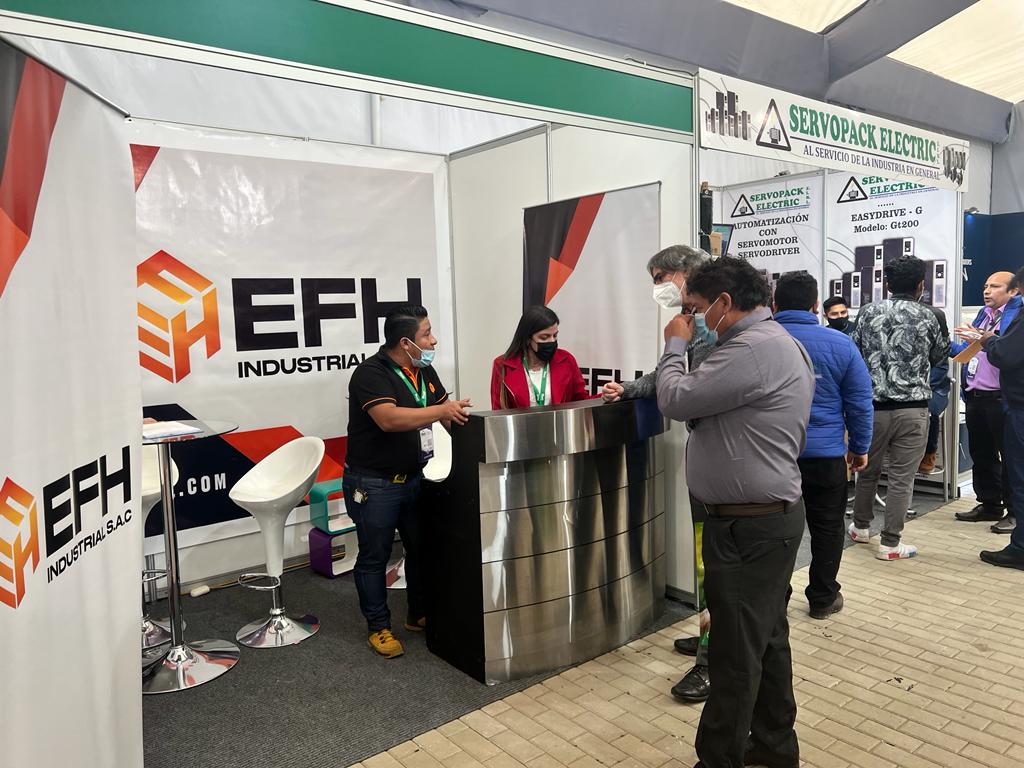 EFH
INDUSTRIAL S.A.C
EFH
INDUSTRIAL
.COM
EFH
SERVOPACK ELECTRIC
AL SERVICIO DE LA INDUSTRIA EN GENERAL
SERVOPACK
ELECTRIC
AUTOMATIZACIÓN
CON
SERVOMOTOR
SERVODRIVER
SERVOPACK
ELECTRIC
......
EASYDRIVE - G
Modelo: Gt200